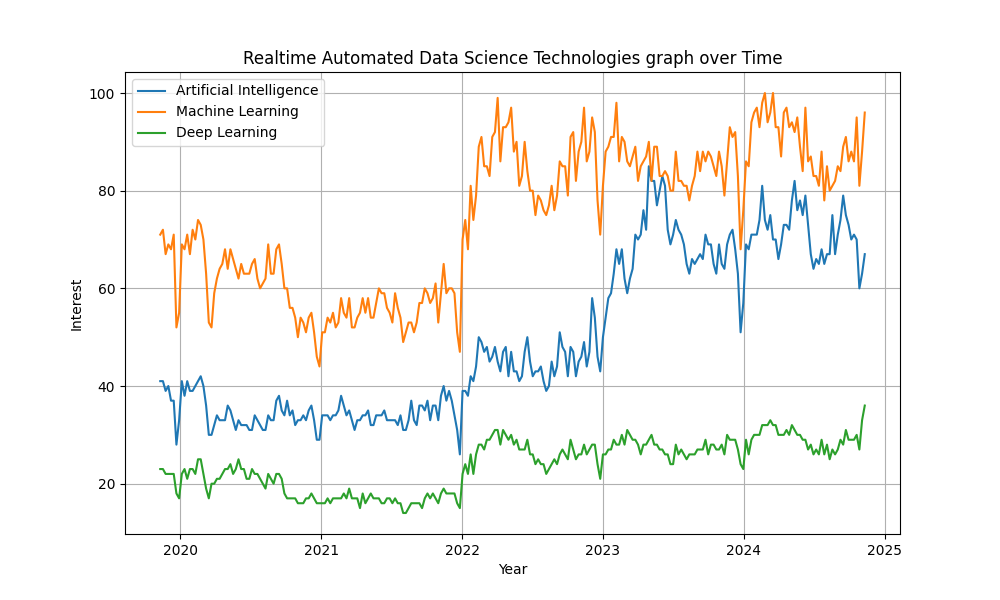 Realtime Automated Data Science Technologies graph over Time
Artificial Intelligence
Machine Learning
Deep Learning
100
80
60
40
20
Interest
2020 2021 2022 2023 2024 2025
Year